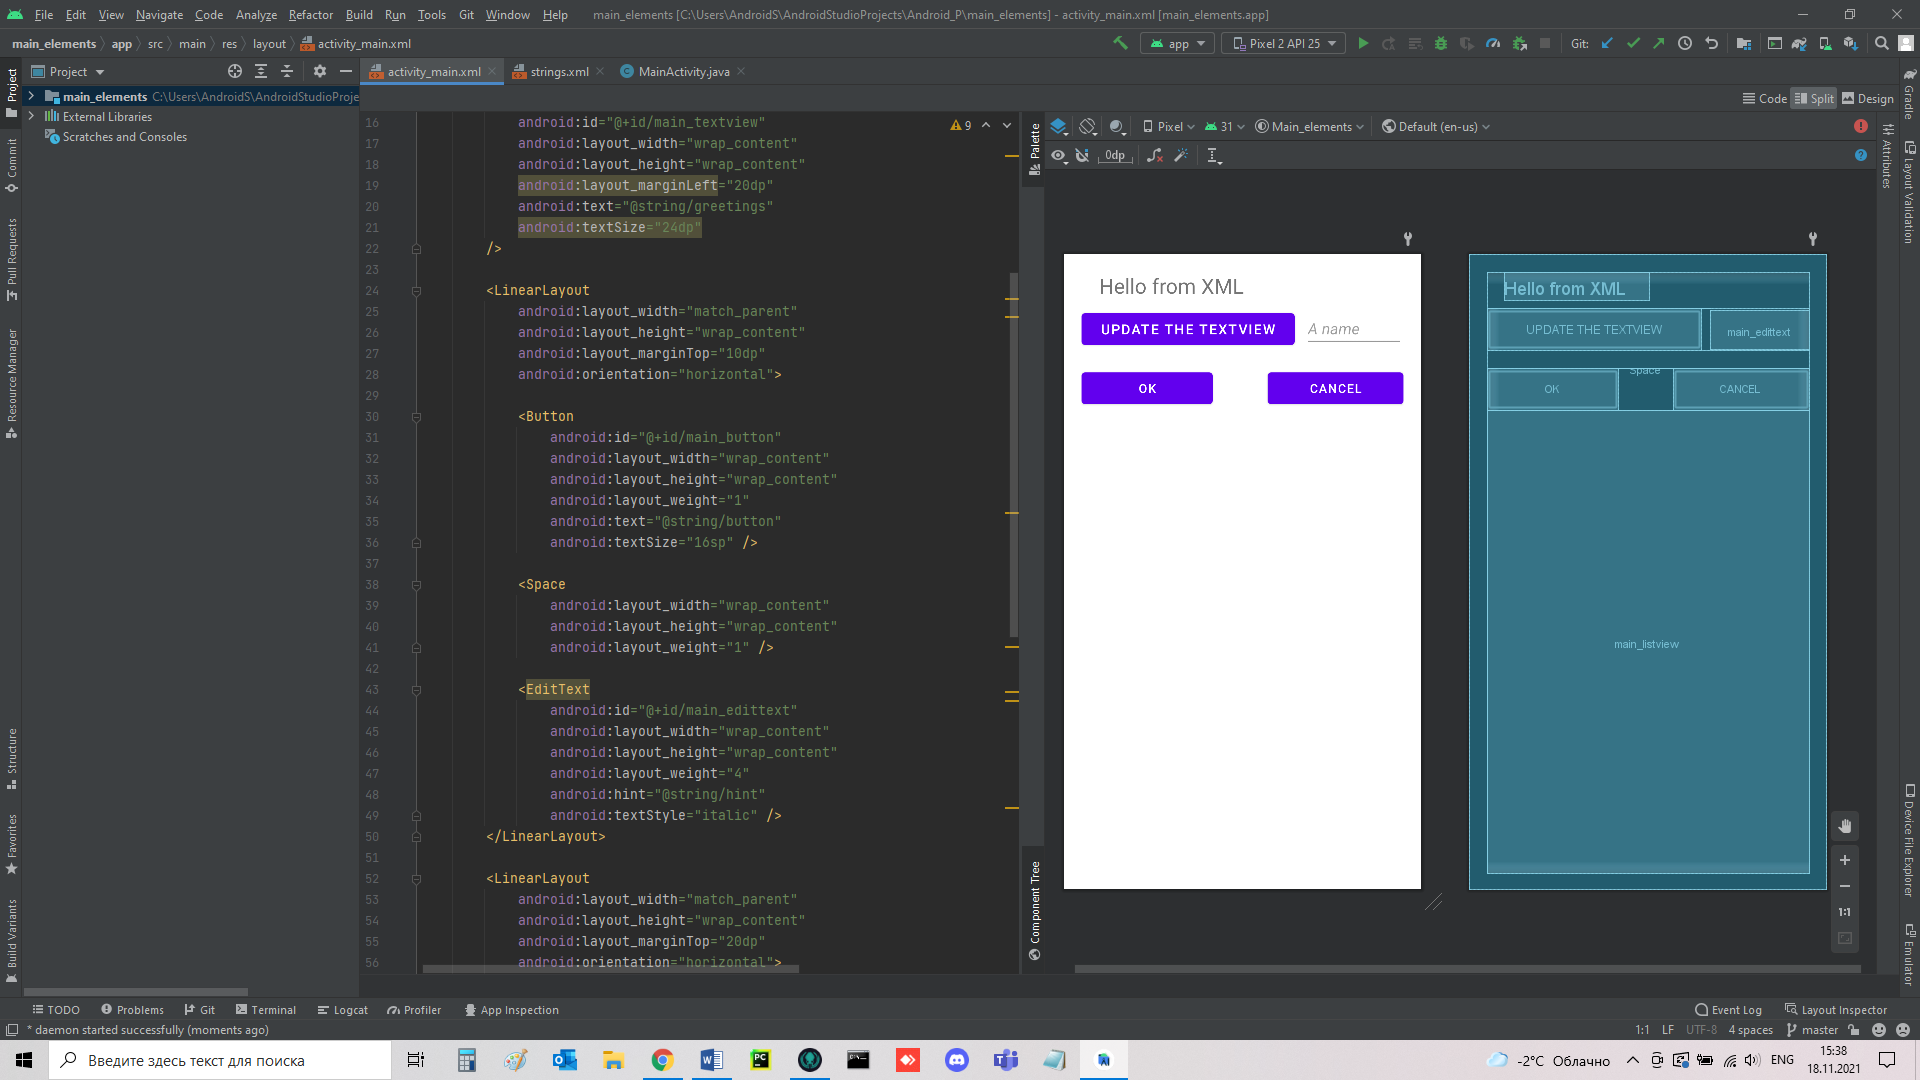 File Edit View Navigate Code Analyze Refactor Build Run Tools Git Window Help main_elements [C:\Users\AndroidS\AndroidStudioProjects\Android_P\main_elements] - activity_main.xml [main_elements.app]
main_elements app src main res layout activity_main.xml
app Pixel 2 API 25 Git:
Project
activity_main.xml strings.xml MainActivity.java
main_elements C:\Users\AndroidS\AndroidStudioProje
External Libraries
Scratches and Consoles
Code Split Design
Project
Commit
Pull Requests
Resource Manager
Structure
Favorites
Build Variants
9
16 android:id="@+id/main_textview"
17 android:layout_width="wrap_content"
18 android:layout_height="wrap_content"
19 android:layout_marginLeft="20dp"
20 android:text="@string/greetings"
21 android:textSize="24dp"
22 />
23
24 <LinearLayout
25 android:layout_width="match_parent"
26 android:layout_height="wrap_content"
27 android:layout_marginTop="10dp"
28 android:orientation="horizontal">
29
30 <Button
31 android:id="@+id/main_button"
32 android:layout_width="wrap_content"
33 android:layout_height="wrap_content"
34 android:layout_weight="1"
35 android:text="@string/button"
36 android:textSize="16sp" />
37
38 <Space
39 android:layout_width="wrap_content"
40 android:layout_height="wrap_content"
41 android:layout_weight="1" />
42
43 <EditText
44 android:id="@+id/main_edittext"
45 android:layout_width="wrap_content"
46 android:layout_height="wrap_content"
47 android:layout_weight="4"
48 android:hint="@string/hint"
49 android:textStyle="italic" />
50 </LinearLayout>
51
52 <LinearLayout
53 android:layout_width="match_parent"
54 android:layout_height="wrap_content"
55 android:layout_marginTop="20dp"
56 android:orientation="horizontal">
Palette
Component Tree
Pixel 31 Main_elements Default (en-us)
0dp
Hello from XML
UPDATE THE TEXTVIEW A name
OK CANCEL
Hello from XML
UPDATE THE TEXTVIEW main_edittext
OK Space CANCEL
main_listview
1:1
Gradle
Attributes
Layout Validation
Device File Explorer
Emulator
TODO Problems Git Terminal Logcat Profiler App Inspection Event Log Layout Inspector
* daemon started successfully (moments ago) 1:1 LF UTF-8 4 spaces master
Введите здесь текст для поиска
-2°C Облачно ENG
15:38
18.11.2021